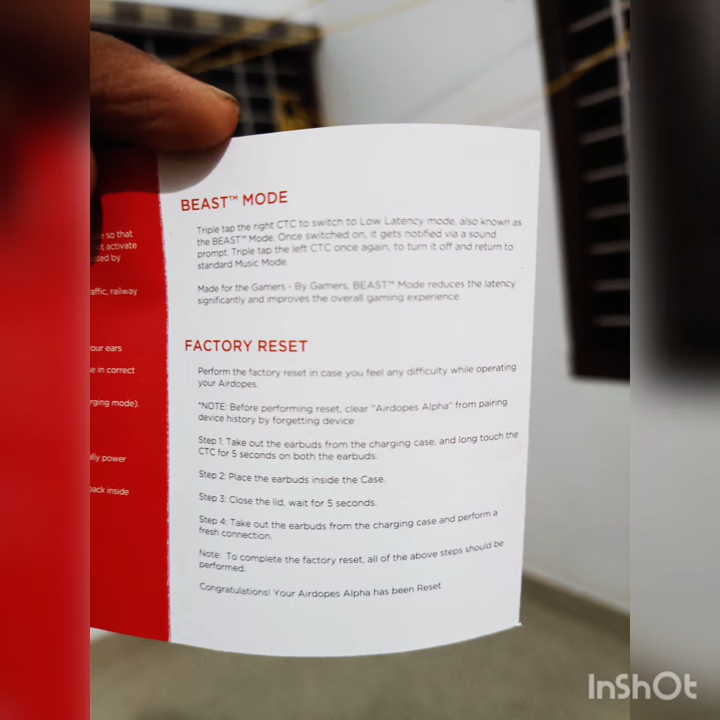 e so that
t activate
ted by
affic, railway
our ears
e in correct
rging mode).
lly power
back inside
BEAST™ MODE
Triple tap the right CTC to switch to Low Latency mode, also known as
the BEAST™ Mode. Once switched on, it gets notified via a sound
prompt. Triple tap the left CTC once again, to turn it off and return to
standard Music Mode.
Made for the Gamers - By Gamers, BEAST™ Mode reduces the latency
significantly and improves the overall gaming experience.
FACTORY RESET
Perform the factory reset in case you feel any difficulty while operating
your Airdopes.
*NOTE: Before performing reset, clear "Airdopes Alpha" from pairing
device history by forgetting device
Step 1: Take out the earbuds from the charging case, and long touch the
CTC for 5 seconds on both the earbuds.
Step 2: Place the earbuds inside the Case.
Step 3: Close the lid, wait for 5 seconds.
Step 4: Take out the earbuds from the charging case and perform a
fresh connection.
Note: To complete the factory reset, all of the above steps should be
performed.
Congratulations! Your Airdopes Alpha has been Reset
InShOt